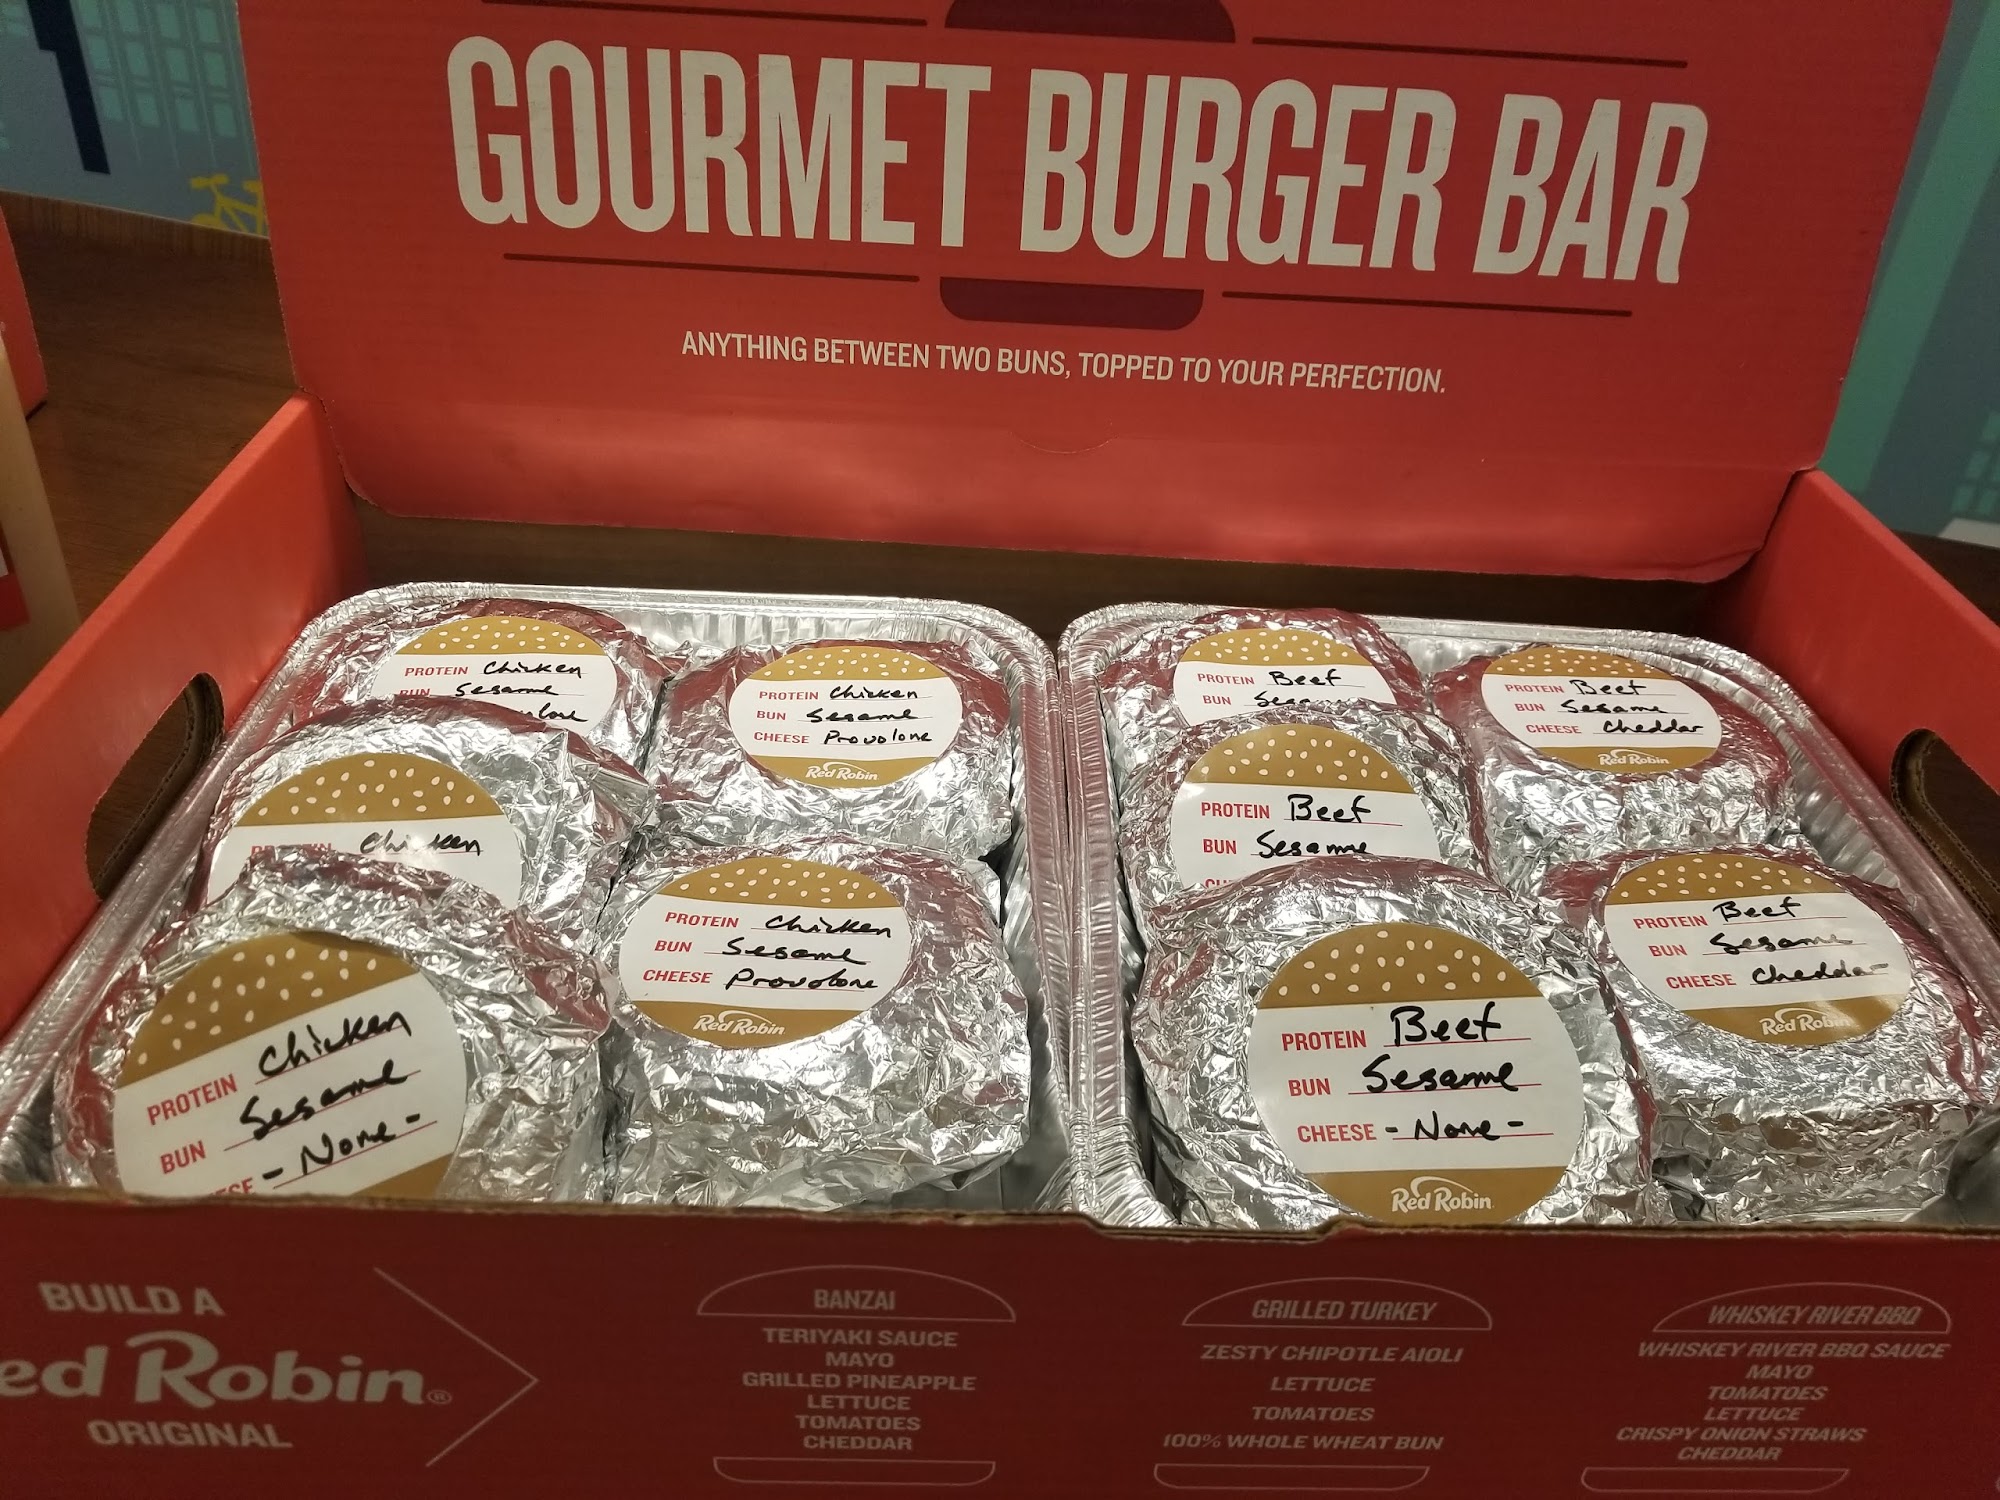 GOURMET BURGER BAR
ANYTHING BETWEEN TWO BUNS, TOPPED TO YOUR PERFECTION.
PROTEIN Chicken
BUN Sesame
PROTEIN Chicken
BUN Sesame
CHEESE Provolone
Red Robin
PROTEIN Beef
BUN Sesame
PROTEIN Beef
BUN Sesame
CHEESE Cheddar
Red Robin
Chicken
PROTEIN Chicken
BUN Sesame
CHEESE Provolone
Red Robin
PROTEIN Beef
BUN Sesame
PROTEIN Beef
BUN Sesame
CHEESE Cheddar
Red Robin
PROTEIN Chicken
BUN Sesame
- None -
PROTEIN Beef
BUN Sesame
CHEESE - None -
Red Robin
BUILD A
ed Robin®
ORIGINAL
BANZAI
TERIYAKI SAUCE
MAYO
GRILLED PINEAPPLE
LETTUCE
TOMATOES
CHEDDAR
GRILLED TURKEY
ZESTY CHIPOTLE AIOLI
LETTUCE
TOMATOES
100% WHOLE WHEAT BUN
WHISKEY RIVER BBQ
WHISKEY RIVER BBQ SAUCE
MAYO
TOMATOES
LETTUCE
CRISPY ONION STRAWS
CHEDDAR